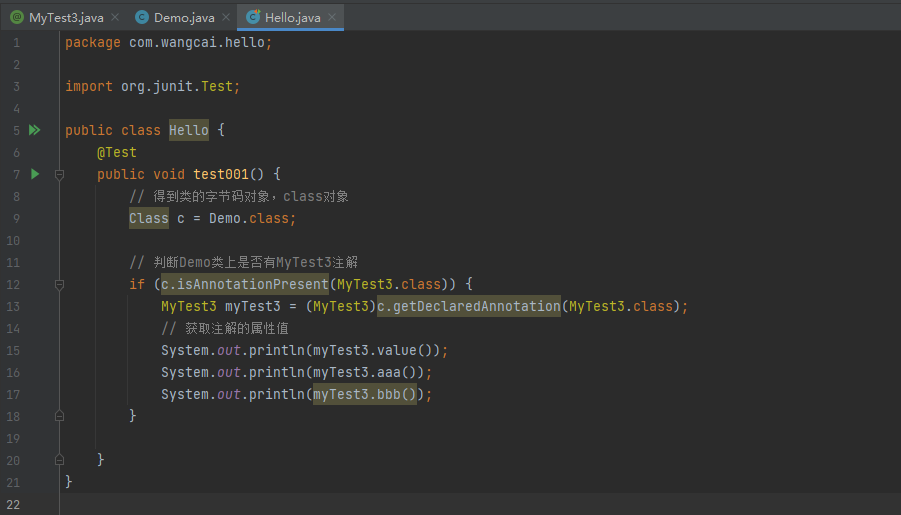 MyTest3.java Demo.java Hello.java
1 package com.wangcai.hello;
2
3 import org.junit.Test;
4
5 public class Hello {
6     @Test
7     public void test001() {
8         // 得到类的字节码对象，class对象
9         Class c = Demo.class;
10
11         // 判断Demo类上是否有MyTest3注解
12         if (c.isAnnotationPresent(MyTest3.class)) {
13             MyTest3 myTest3 = (MyTest3)c.getDeclaredAnnotation(MyTest3.class);
14             // 获取注解的属性值
15             System.out.println(myTest3.value());
16             System.out.println(myTest3.aaa());
17             System.out.println(myTest3.bbb());
18         }
19
20     }
21 }
22